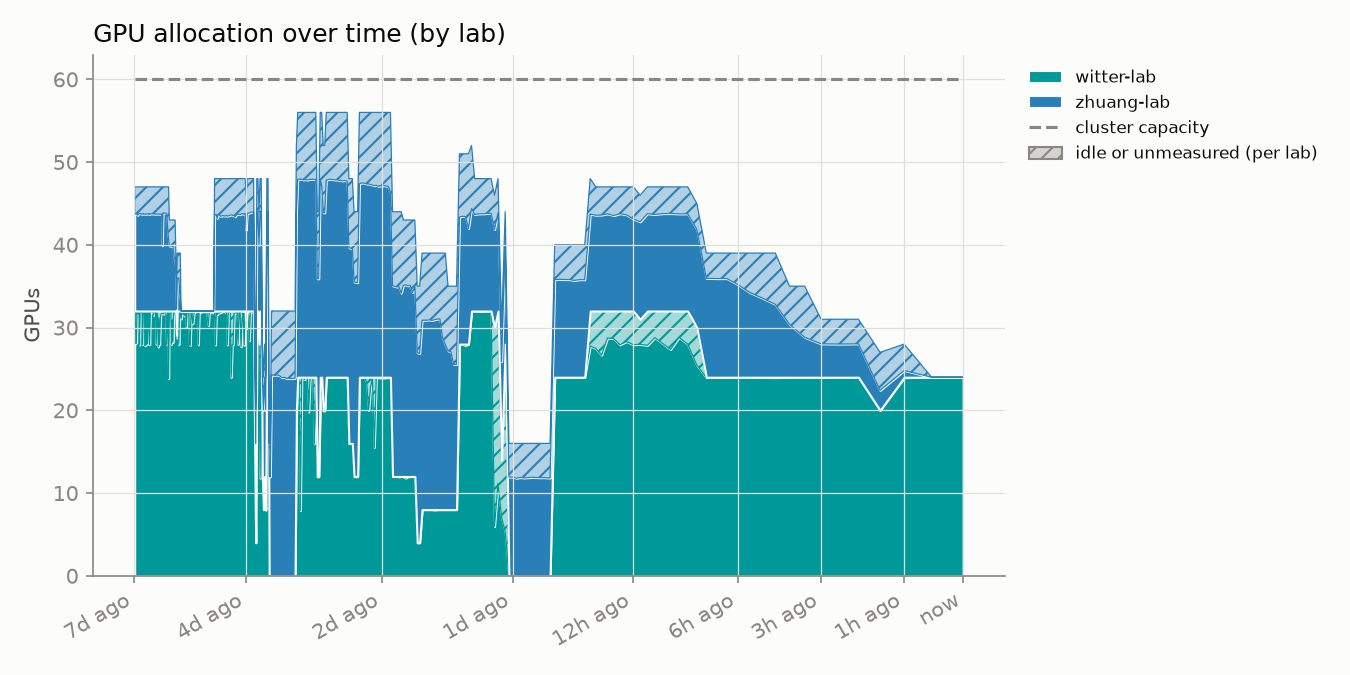 GPU allocation over time (by lab)
GPUs
60
50
40
30
20
10
0
7d ago
4d ago
2d ago
1d ago
12h ago
6h ago
3h ago
1h ago
now
witter-lab
zhuang-lab
cluster capacity
idle or unmeasured (per lab)